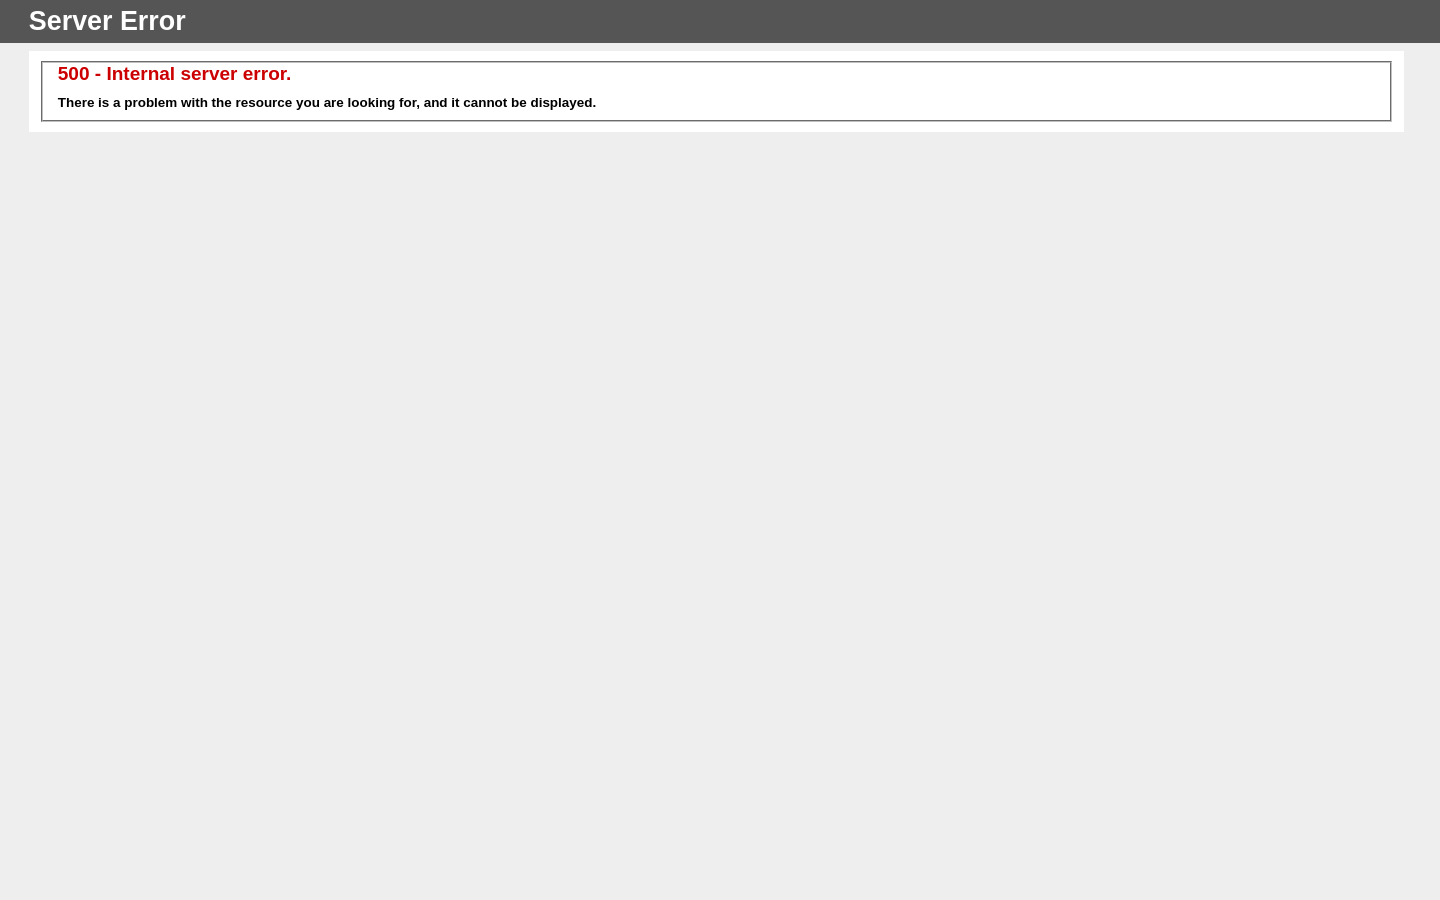 Server Error
500 - Internal server error.
There is a problem with the resource you are looking for, and it cannot be displayed.